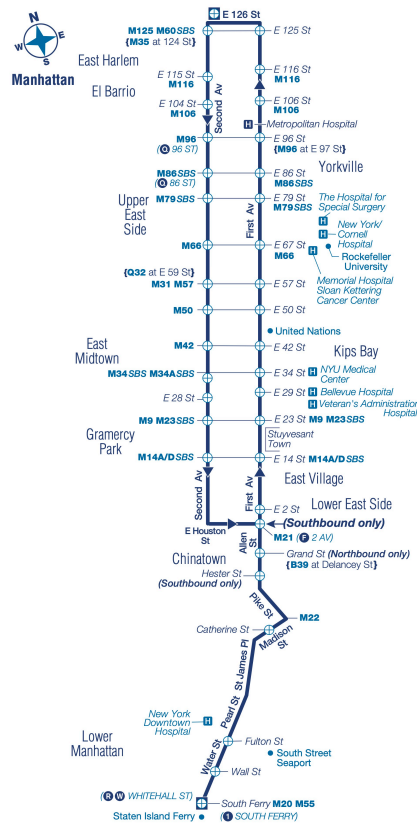 N
E
W
S
Manhattan
E 126 St
M125 M60SBS
{M35 at 124 St}
E 125 St
East Harlem
El Barrio
E 115 St
M116
E 116 St
M116
E 104 St
M106
E 106 St
M106
Second Av
H Metropolitan Hospital
M96
(Q 96 ST)
E 96 St
{M96 at E 97 St}
Yorkville
M86SBS
(Q 86 ST)
E 86 St
M86SBS
M79SBS
E 79 St
M79SBS
Upper
East
Side
First Av
The Hospital for
Special Surgery
H
H New York/
Cornell
Hospital
Rockefeller
University
M66
E 67 St
M66
H
Memorial Hospital
Sloan Kettering
Cancer Center
{Q32 at E 59 St}
M31 M57
E 57 St
M50
E 50 St
United Nations
M42
E 42 St
East
Midtown
Kips Bay
M34SBS M34ASBS
E 34 St H NYU Medical
Center
E 28 St
E 29 St H Bellevue Hospital
H Veteran's Administration
Hospital
M9 M23SBS
E 23 St M9 M23SBS
Gramercy
Park
Stuyvesant
Town
M14A/DSBS
E 14 St M14A/DSBS
Second Av
First Av
East Village
Lower East Side
E 2 St
(Southbound only)
E Houston
St
Allen
St
M21 (F 2 AV)
Chinatown
Grand St (Northbound only)
{B39 at Delancey St}
Hester St
(Southbound only)
Pike St
M22
Catherine St
Madison
St
St James Pl
Pearl St
New York
Downtown
Hospital
H
Lower
Manhattan
Fulton St
South Street
Seaport
Water St
Wall St
(R W WHITEHALL ST)
South Ferry M20 M55
Staten Island Ferry
(1 SOUTH FERRY)